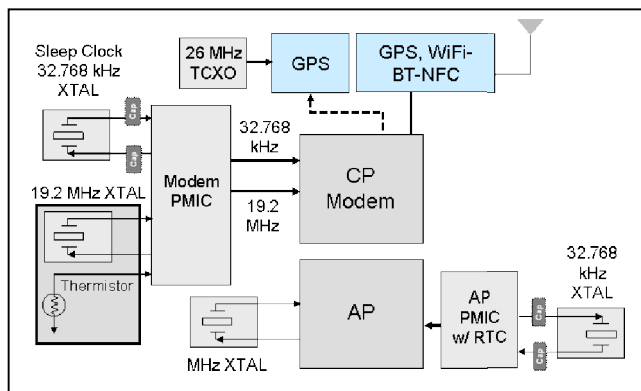 Sleep Clock
32.768 kHz
XTAL
Cap
Cap
26 MHz
TCXO
GPS
GPS, WiFi-
BT-NFC
32.768
kHz
Modem
PMIC
CP
Modem
19.2
MHz
19.2 MHz XTAL
Thermistor
MHz XTAL
AP
AP
PMIC
w/ RTC
Cap
Cap
32.768
kHz
XTAL